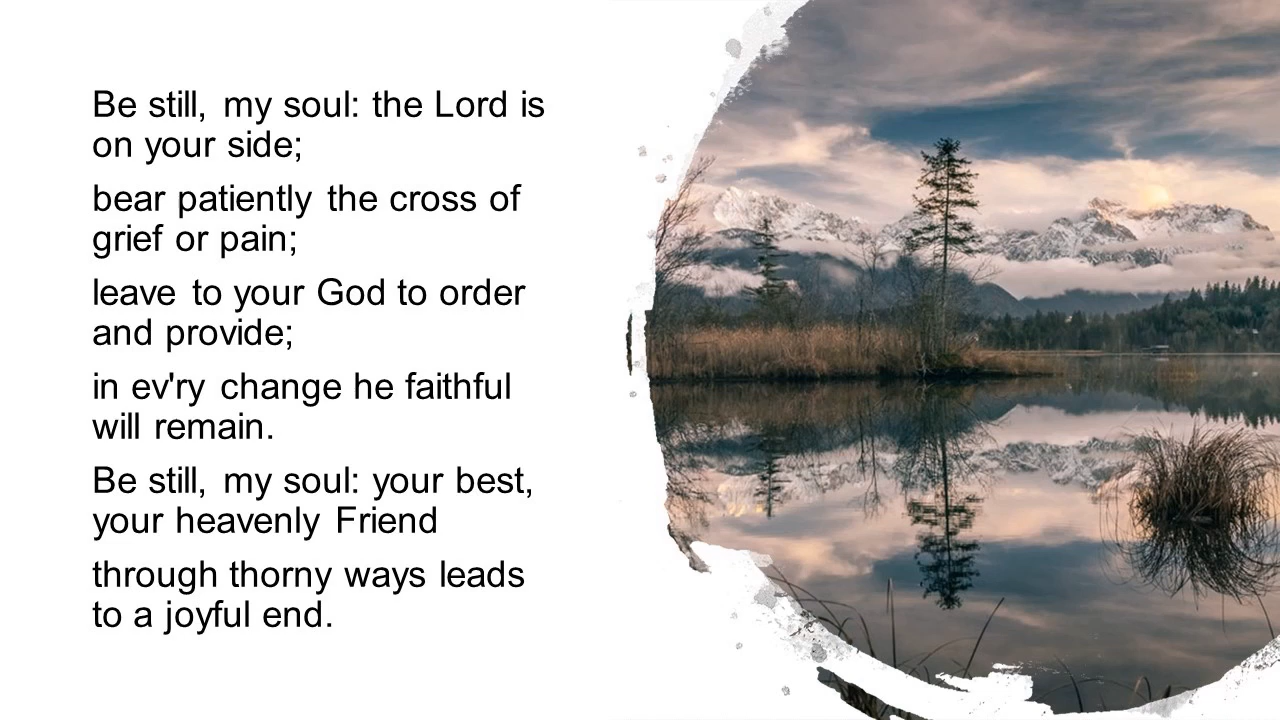 Be still, my soul: the Lord is
on your side;
bear patiently the cross of
grief or pain;
leave to your God to order
and provide;
in ev'ry change he faithful
will remain.
Be still, my soul: your best,
your heavenly Friend
through thorny ways leads
to a joyful end.